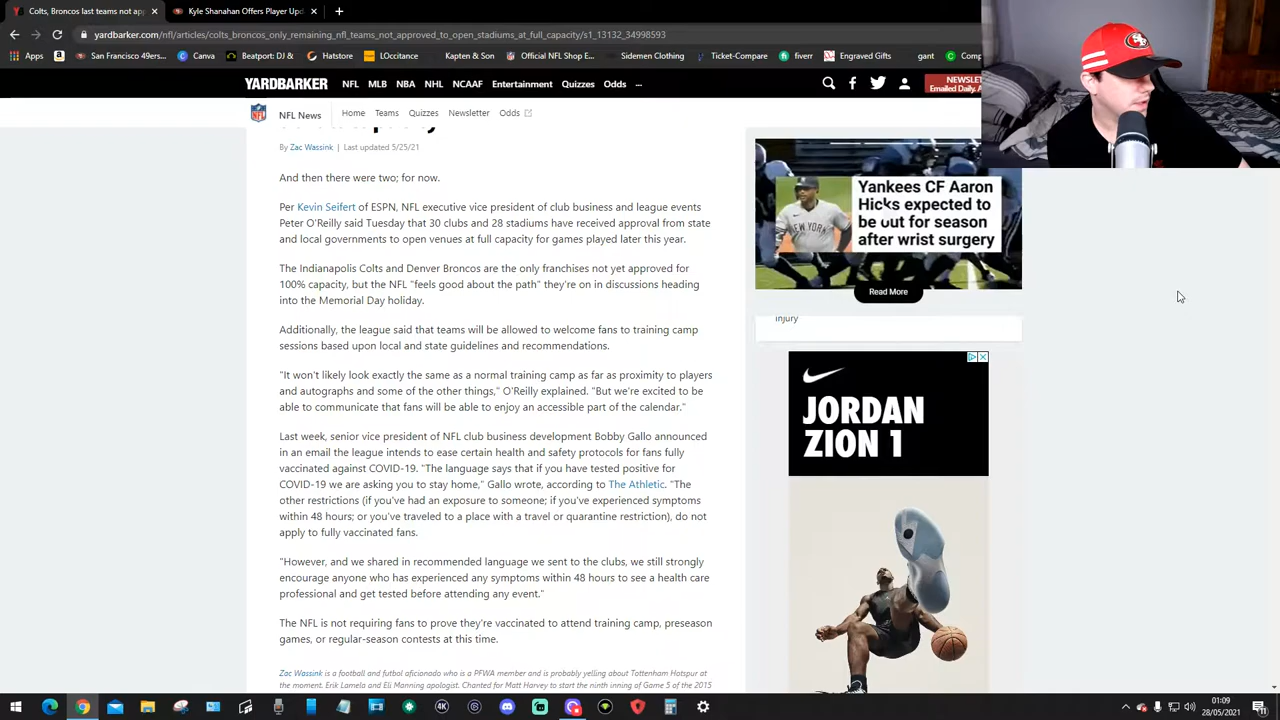 Colts, Broncos last teams not app
Kyle Shanahan Offers Player Upd
yardbarker.com/nfl/articles/colts_broncos_only_remaining_nfl_teams_not_approved_to_open_stadiums_at_full_capacity/s1_13132_34998593
Apps
San Francisco 49ers...
Canva
Beatport: DJ &
HotStar
LOccitance
Kapten & Son
Official NFL Shop E...
Sidemen Clothing
Ticket-Compare
fiverr
Engraved Gifts
gant
YARDBARKER
NFL MLB NBA NHL NCAAF Entertainment Quizzes Odds ...
NEWSLET
Emailed Daily.
NFL News
Home Teams Quizzes Newsletter Odds
By Zac Wassink | Last updated 5/25/21
And then there were two; for now.
Per Kevin Seifert of ESPN, NFL executive vice president of club business and league events
Peter O'Reilly said Tuesday that 30 clubs and 28 stadiums have received approval from state
and local governments to open venues at full capacity for games played later this year.
The Indianapolis Colts and Denver Broncos are the only franchises not yet approved for
100% capacity, but the NFL "feels good about the path" they're on in discussions heading
into the Memorial Day holiday.
Additionally, the league said that teams will be allowed to welcome fans to training camp
sessions based upon local and state guidelines and recommendations.
"It won't likely look exactly the same as a normal training camp as far as proximity to players
and autographs and some of the other things," O'Reilly explained. "But we're excited to be
able to communicate that fans will be able to enjoy an accessible part of the calendar."
Last week, senior vice president of NFL club business development Bobby Gallo announced
in an email the league intends to ease certain health and safety protocols for fans fully
vaccinated against COVID-19. "The language says that if you have tested positive for
COVID-19 we are asking you to stay home," Gallo wrote, according to The Athletic. "The
other restrictions (if you've had an exposure to someone; if you've experienced symptoms
within 48 hours; or you've traveled to a place with a travel or quarantine restriction), do not
apply to fully vaccinated fans.
"However, and we shared in recommended language we sent to the clubs, we still strongly
encourage anyone who has experienced any symptoms within 48 hours to see a health care
professional and get tested before attending any event."
The NFL is not requiring fans to prove they're vaccinated to attend training camp, preseason
games, or regular-season contests at this time.
Zac Wassink is a football and futbol aficionado who is a PFWA member and is probably yelling about Tottenham Hotspur at
the moment. Erik Lamela and Eli Manning apologist. Chanted for Matt Harvey to start the ninth inning of Game 5 of the 2015
Yankees CF Aaron
Hicks expected to
be out for season
after wrist surgery
NEW YORK
Read More
injury
JORDAN
ZION 1
01:09
28/05/2021